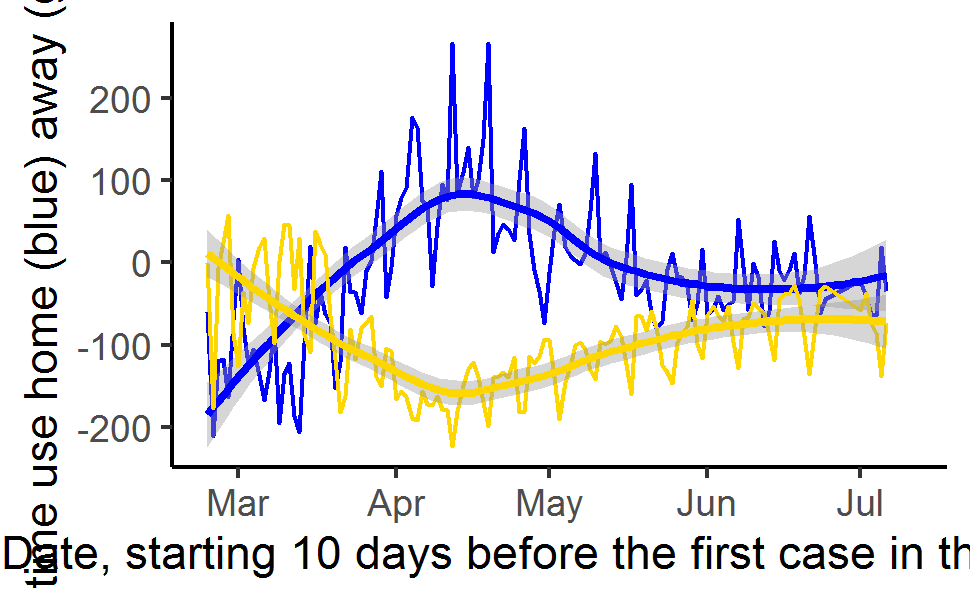 time use home (blue) away (
200
100
0
-100
-200
Mar Apr May Jun Jul
Date, starting 10 days before the first case in th